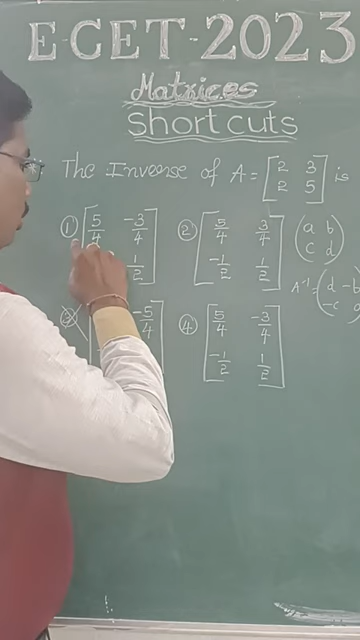 E-CET-2023
Matrices
Short cuts
The Inverse of A = [2 3; 2 5] is
① [5/4 -3/4; 1/2]
② [5/4 3/4; -1/2 1/2]
(a b; c d)
A⁻¹ = (d -b; -c a)
③ [-5/4
④ [5/4 -3/4; -1/2 1/2]